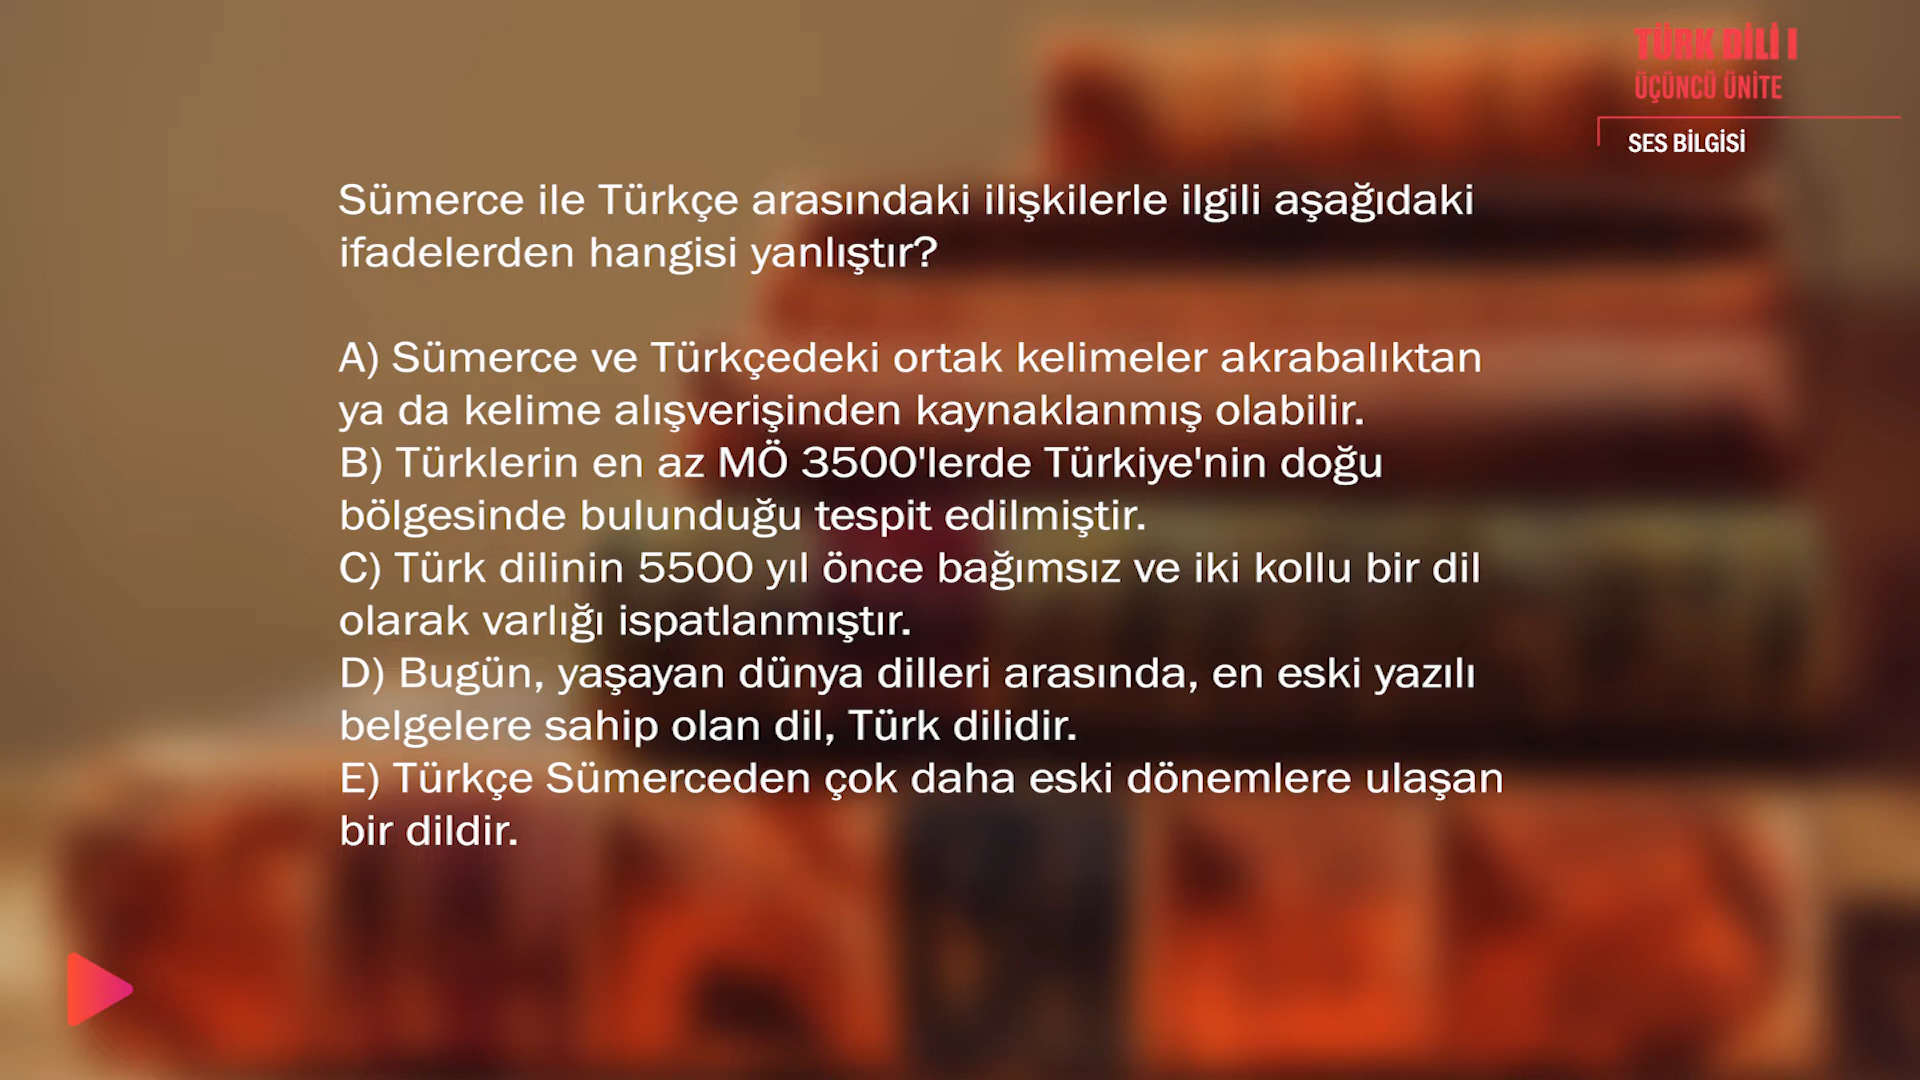 TÜRK DİLİ I
ÜÇÜNCÜ ÜNİTE
SES BİLGİSİ
Sümerce ile Türkçe arasındaki ilişkilerle ilgili aşağıdaki
ifadelerden hangisi yanlıştır?
A) Sümerce ve Türkçedeki ortak kelimeler akrabalıktan
ya da kelime alışverişinden kaynaklanmış olabilir.
B) Türklerin en az MÖ 3500'lerde Türkiye'nin doğu
bölgesinde bulunduğu tespit edilmiştir.
C) Türk dilinin 5500 yıl önce bağımsız ve iki kollu bir dil
olarak varlığı ispatlanmıştır.
D) Bugün, yaşayan dünya dilleri arasında, en eski yazılı
belgelere sahip olan dil, Türk dilidir.
E) Türkçe Sümerceden çok daha eski dönemlere ulaşan
bir dildir.